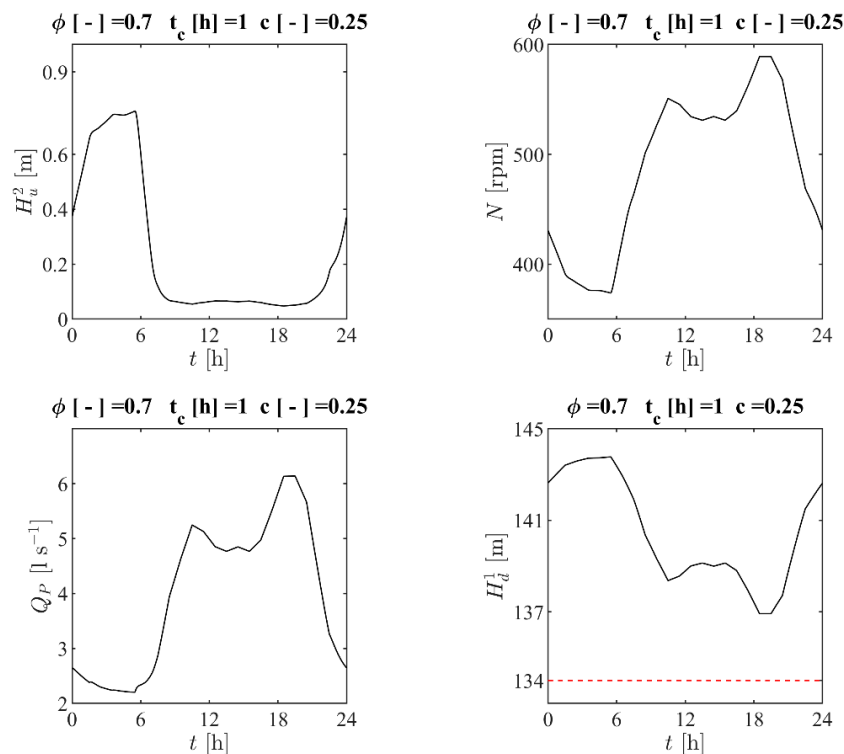 ϕ [ - ] =0.7 t_c [h] =1 c [ - ] =0.25
0.9
0.6
0.4
0.2
0
H_u^2 [m]
0 6 12 18 24
t [h]
ϕ [ - ] =0.7 t_c [h] =1 c [ - ] =0.25
600
500
400
N [rpm]
0 6 12 18 24
t [h]
ϕ [ - ] =0.7 t_c [h] =1 c [ - ] =0.25
6
5
4
3
2
Q_P [l s^{-1}]
0 6 12 18 24
t [h]
ϕ =0.7 t_c [h] =1 c =0.25
145
141
137
134
H_d^1 [m]
0 6 12 18 24
t [h]